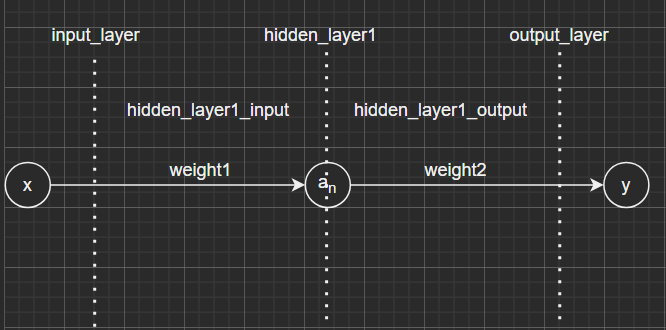 input_layer hidden_layer1 output_layer
hidden_layer1_input hidden_layer1_output
weight1 weight2
x an y